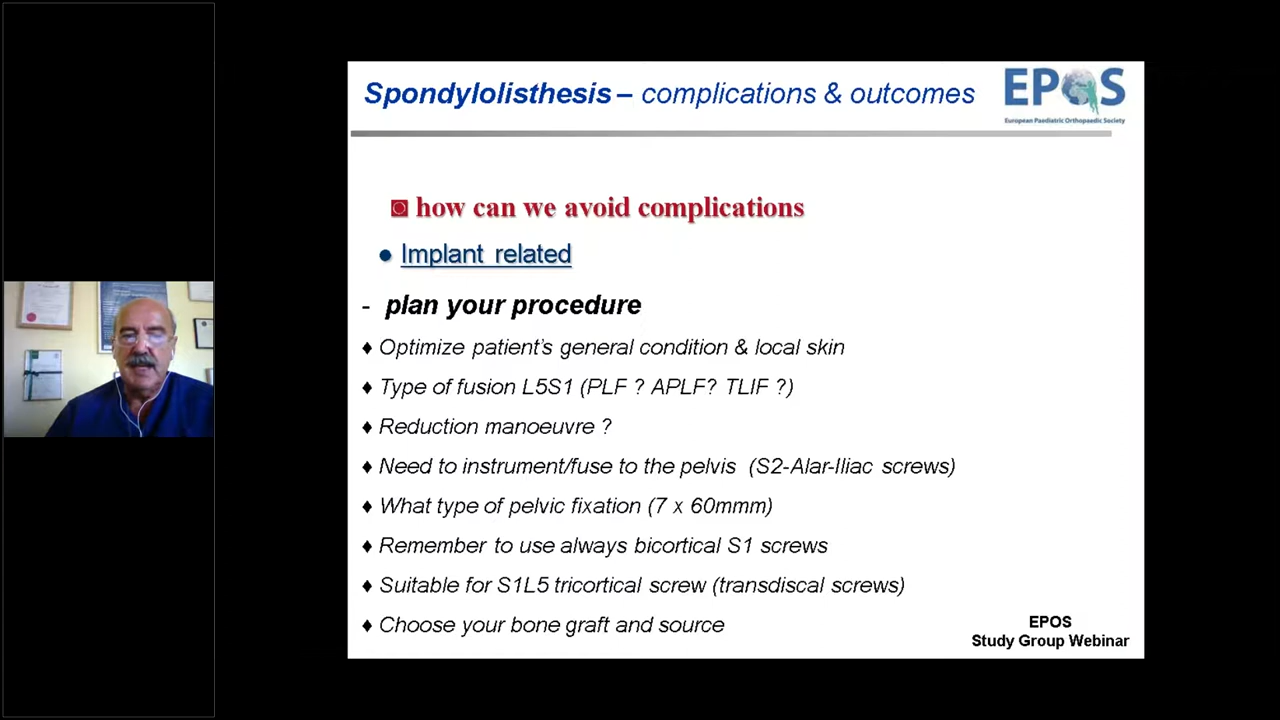 Spondylolisthesis – complications & outcomes
EPOS
European Paediatric Orthopaedic Society
◙ how can we avoid complications
● Implant related
- plan your procedure
♦ Optimize patient's general condition & local skin
♦ Type of fusion L5S1 (PLF ? APLF? TLIF ?)
♦ Reduction manoeuvre ?
♦ Need to instrument/fuse to the pelvis (S2-Alar-Iliac screws)
♦ What type of pelvic fixation (7 x 60mmm)
♦ Remember to use always bicortical S1 screws
♦ Suitable for S1L5 tricortical screw (transdiscal screws)
♦ Choose your bone graft and source
EPOS
Study Group Webinar